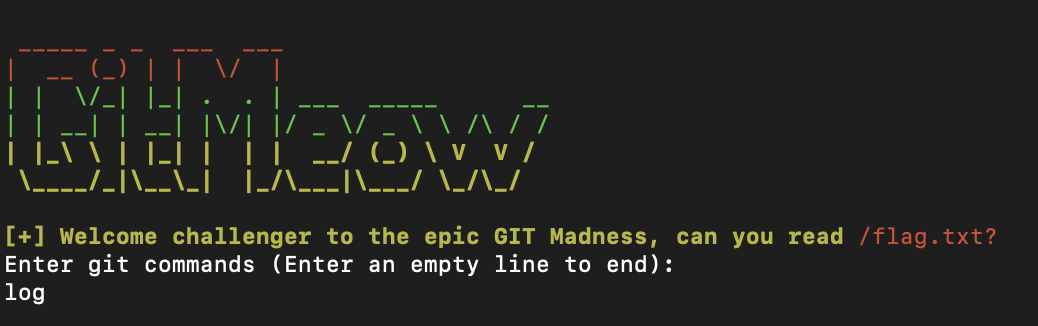 GitMeow
[+] Welcome challenger to the epic GIT Madness, can you read /flag.txt?
Enter git commands (Enter an empty line to end):
log